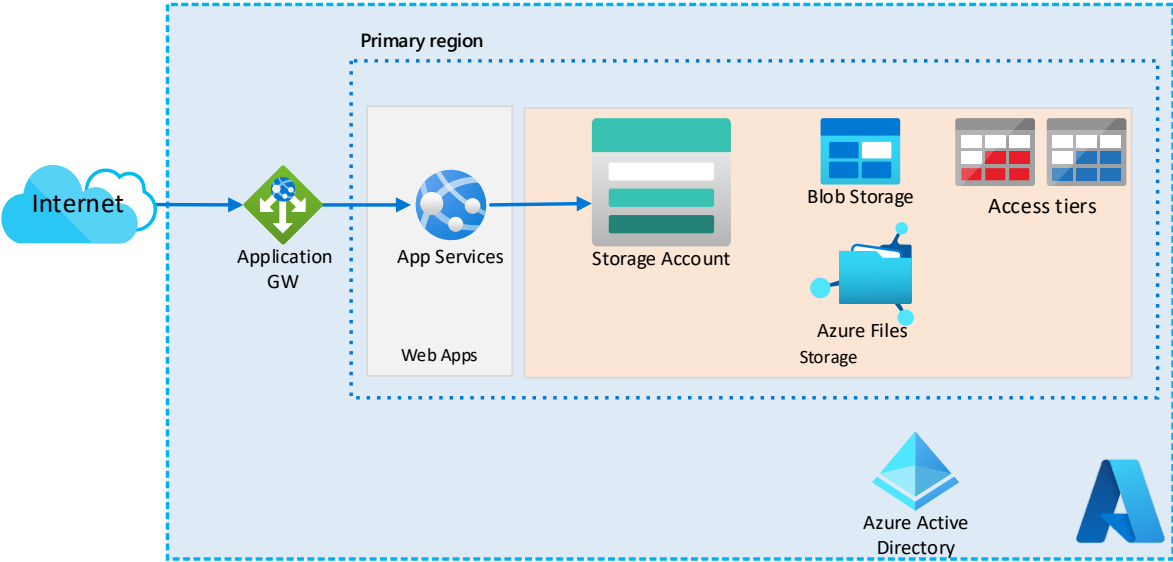 Primary region
Internet
Application
GW
App Services
Web Apps
Storage Account
Blob Storage
Access tiers
Azure Files
Storage
Azure Active
Directory